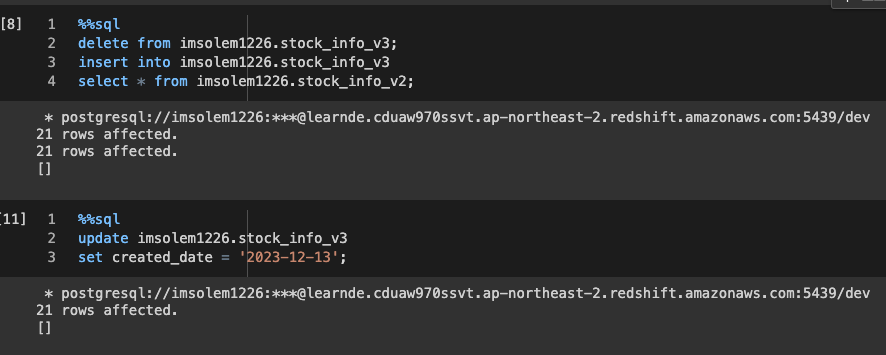 [8] 1 %%sql
2 delete from imsolem1226.stock_info_v3;
3 insert into imsolem1226.stock_info_v3
4 select * from imsolem1226.stock_info_v2;
* postgresql://imsolem1226:***@learnde.cduaw970ssvt.ap-northeast-2.redshift.amazonaws.com:5439/dev
21 rows affected.
21 rows affected.
[]
[11] 1 %%sql
2 update imsolem1226.stock_info_v3
3 set created_date = '2023-12-13';
* postgresql://imsolem1226:***@learnde.cduaw970ssvt.ap-northeast-2.redshift.amazonaws.com:5439/dev
21 rows affected.
[]